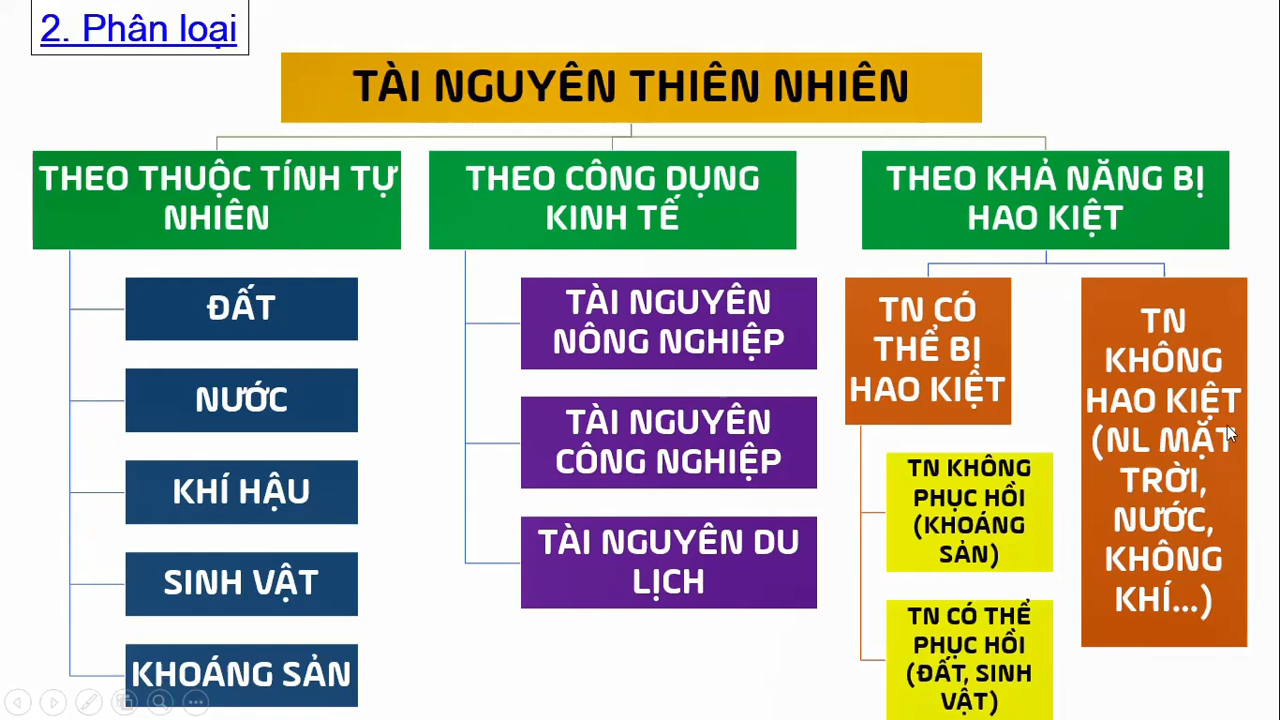 2. Phân loại
TÀI NGUYÊN THIÊN NHIÊN
THEO THUỘC TÍNH TỰ
NHIÊN
ĐẤT
NƯỚC
KHÍ HẬU
SINH VẬT
KHOÁNG SẢN
THEO CÔNG DỤNG
KINH TẾ
TÀI NGUYÊN
NÔNG NGHIỆP
TÀI NGUYÊN
CÔNG NGHIỆP
TÀI NGUYÊN DU
LỊCH
THEO KHẢ NĂNG BỊ
HAO KIỆT
TN CÓ
THỂ BỊ
HAO KIỆT
TN KHÔNG
PHỤC HỒI
(KHOÁNG
SẢN)
TN CÓ THỂ
PHỤC HỒI
(ĐẤT, SINH
VẬT)
TN
KHÔNG
HAO KIỆT
(NL MẶT
TRỜI,
NƯỚC,
KHÔNG
KHÍ...)